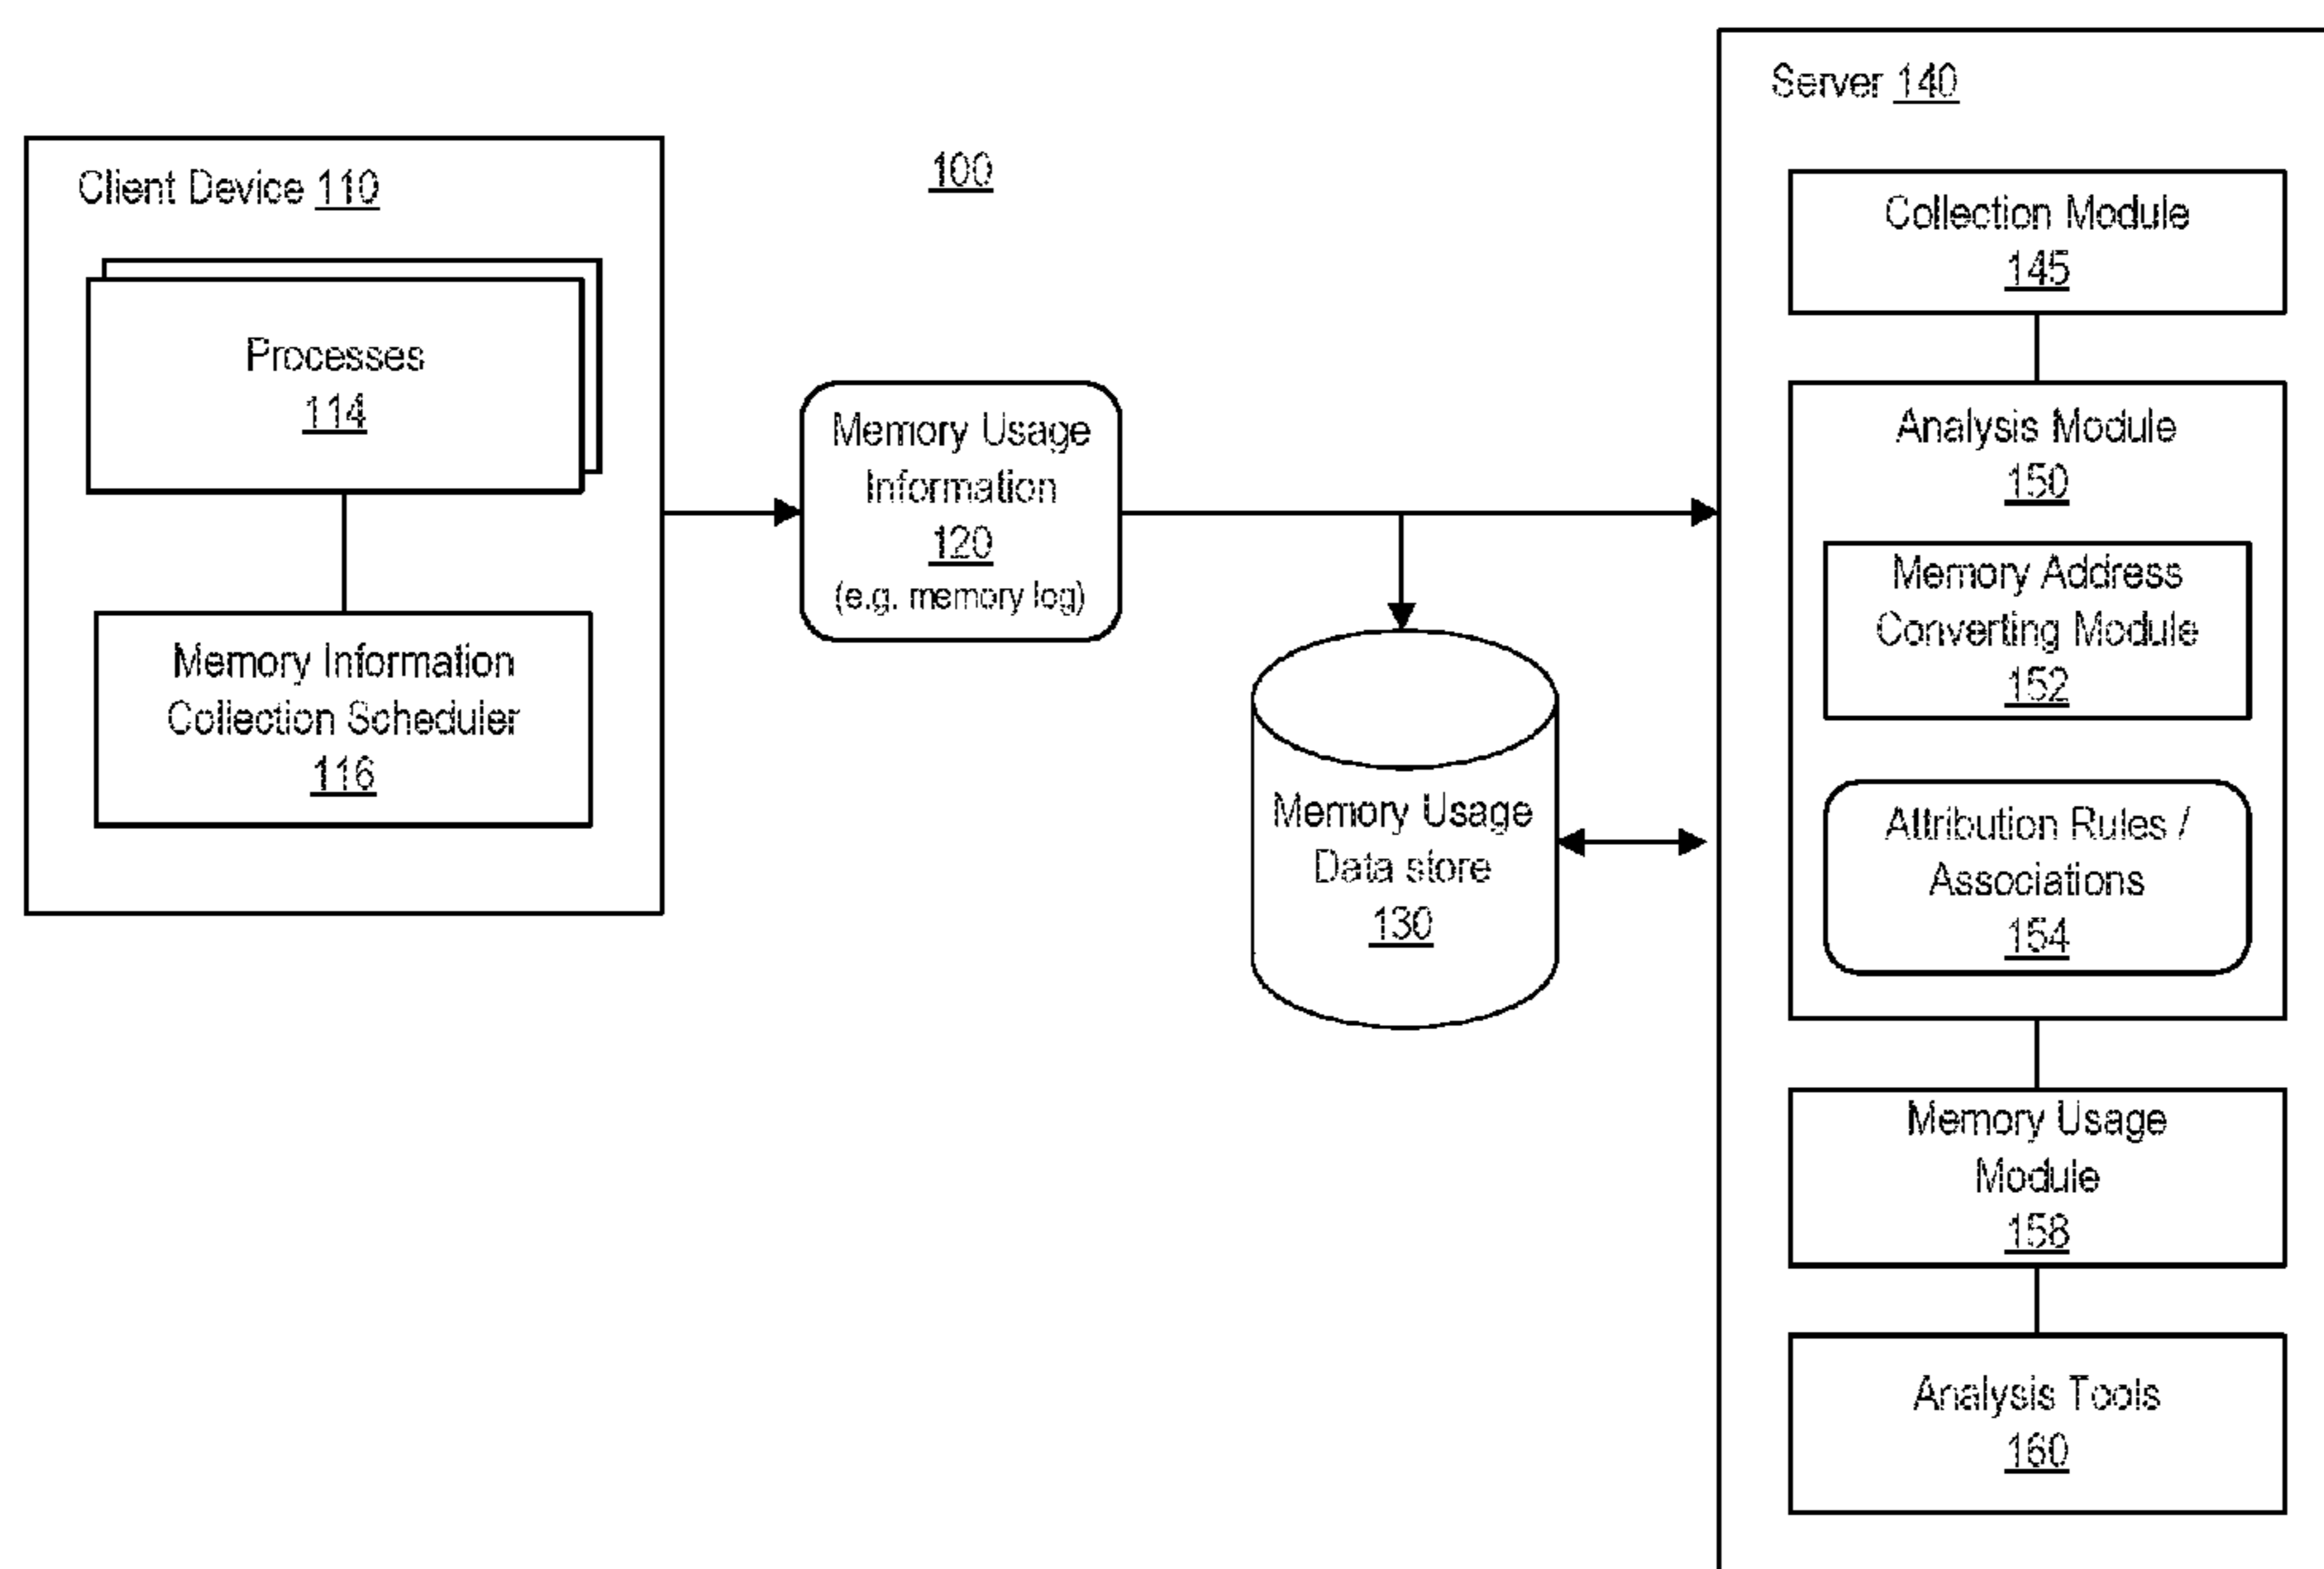 100
Client Device 110
Processes
114
Memory Information
Collection Scheduler
116
Memory Usage
Information
120
(e.g. memory log)
Memory Usage
Data store
130
Server 140
Collection Module
145
Analysis Module
150
Memory Address
Converting Module
152
Attribution Rules /
Associations
154
Memory Usage
Module
158
Analysis Tools
160